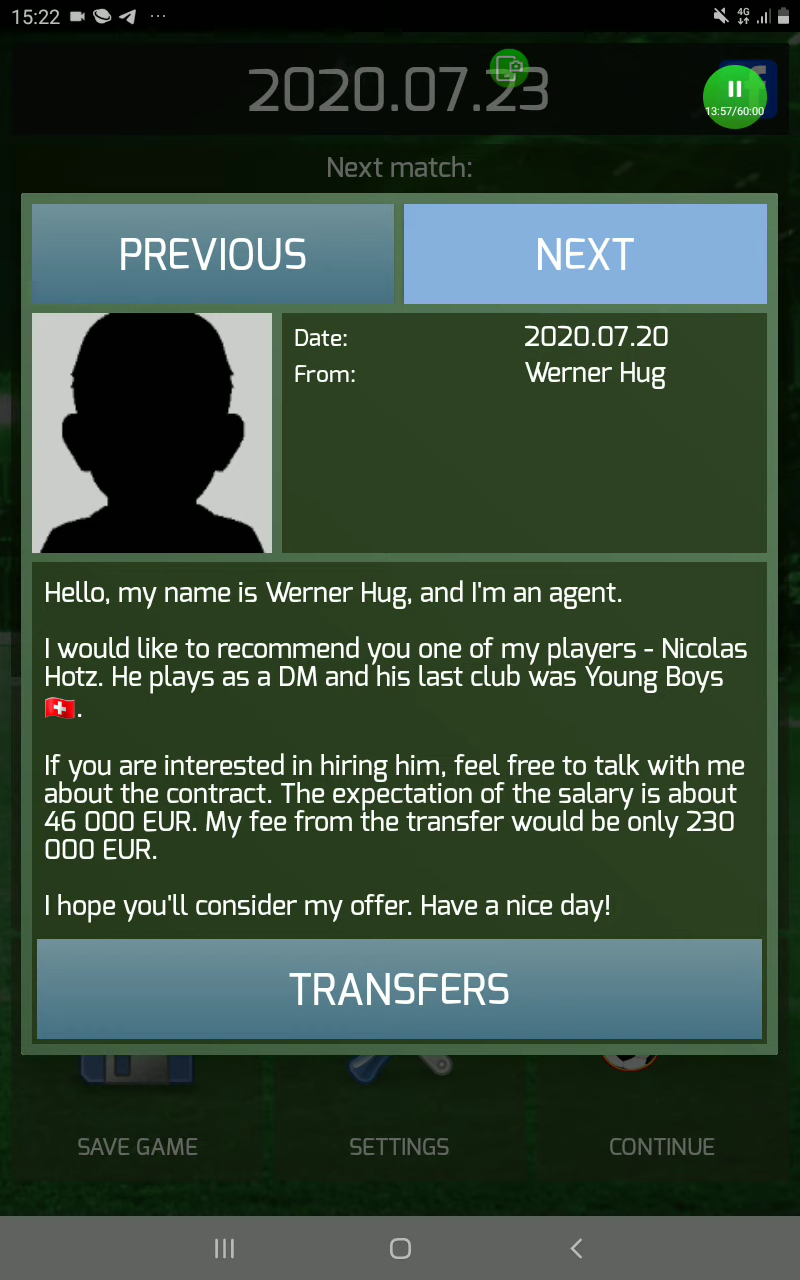 15:22
4G
2020.07.23
f
13:57/60:00
Next match:
PREVIOUS
NEXT
Date:
2020.07.20
From:
Werner Hug
Hello, my name is Werner Hug, and I'm an agent.
I would like to recommend you one of my players - Nicolas
Hotz. He plays as a DM and his last club was Young Boys
🇨🇭.
If you are interested in hiring him, feel free to talk with me
about the contract. The expectation of the salary is about
46 000 EUR. My fee from the transfer would be only 230
000 EUR.
I hope you'll consider my offer. Have a nice day!
TRANSFERS
SAVE GAME
SETTINGS
CONTINUE